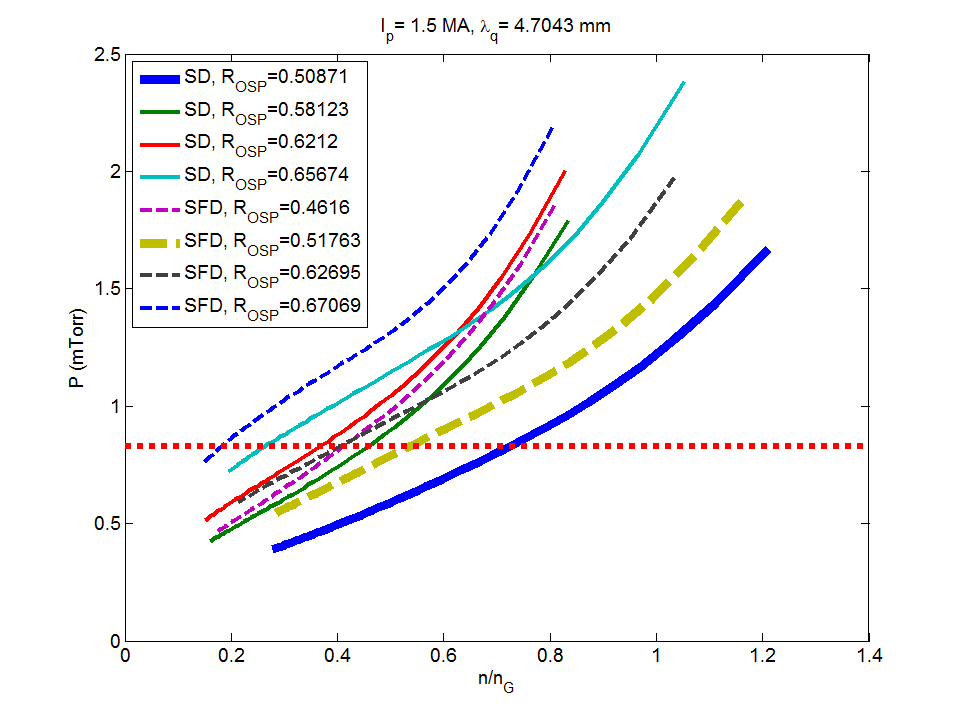 I_p= 1.5 MA, λ_q= 4.7043 mm
2.5
SD, R_OSP=0.50871
SD, R_OSP=0.58123
SD, R_OSP=0.6212
SD, R_OSP=0.65674
SFD, R_OSP=0.4616
SFD, R_OSP=0.51763
SFD, R_OSP=0.62695
SFD, R_OSP=0.67069
2
1.5
P (mTorr)
1
0.5
0
0 0.2 0.4 0.6 0.8 1 1.2 1.4
n/n_G